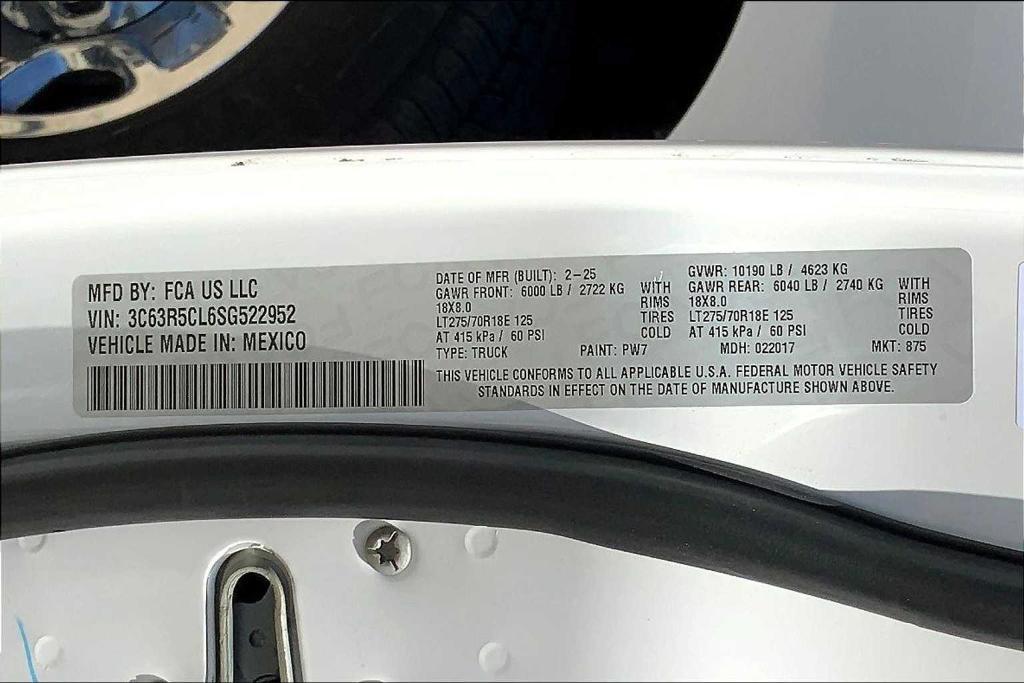 MFD BY: FCA US LLC
VIN: 3C63R5CL6SG522952
VEHICLE MADE IN: MEXICO
DATE OF MFR (BUILT): 2-25
GAWR FRONT: 6000 LB / 2722 KG WITH
18X8.0 RIMS
LT275/70R18E 125 TIRES
AT 415 kPa / 60 PSI COLD
GVWR: 10190 LB / 4623 KG
GAWR REAR: 6040 LB / 2740 KG WITH
18X8.0 RIMS
LT275/70R18E 125 TIRES
AT 415 kPa / 60 PSI COLD
TYPE: TRUCK PAINT: PW7 MDH: 022017 MKT: 875
THIS VEHICLE CONFORMS TO ALL APPLICABLE U.S.A. FEDERAL MOTOR VEHICLE SAFETY
STANDARDS IN EFFECT ON THE DATE OF MANUFACTURE SHOWN ABOVE.